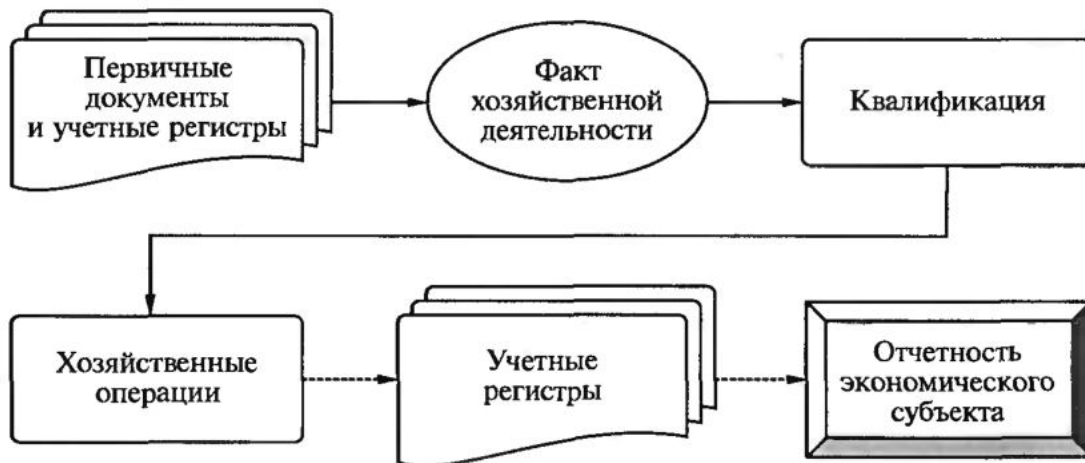 Первичные
документы
и учетные регистры
Факт
хозяйственной
деятельности
Квалификация
Хозяйственные
операции
Учетные
регистры
Отчетность
экономического
субъекта